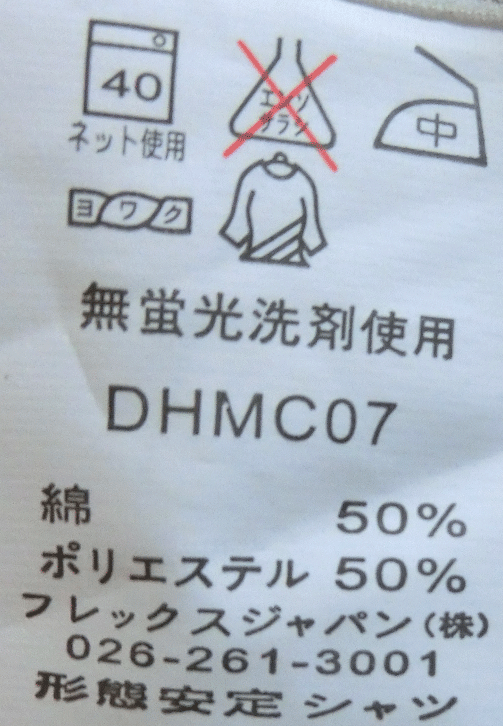 40
ネット使用
エンソ
サラシ
中
ヨワク
無蛍光洗剤使用
DHMC07
綿 50%
ポリエステル 50%
フレックスジャパン(株)
026-261-3001
形態安定シャツ